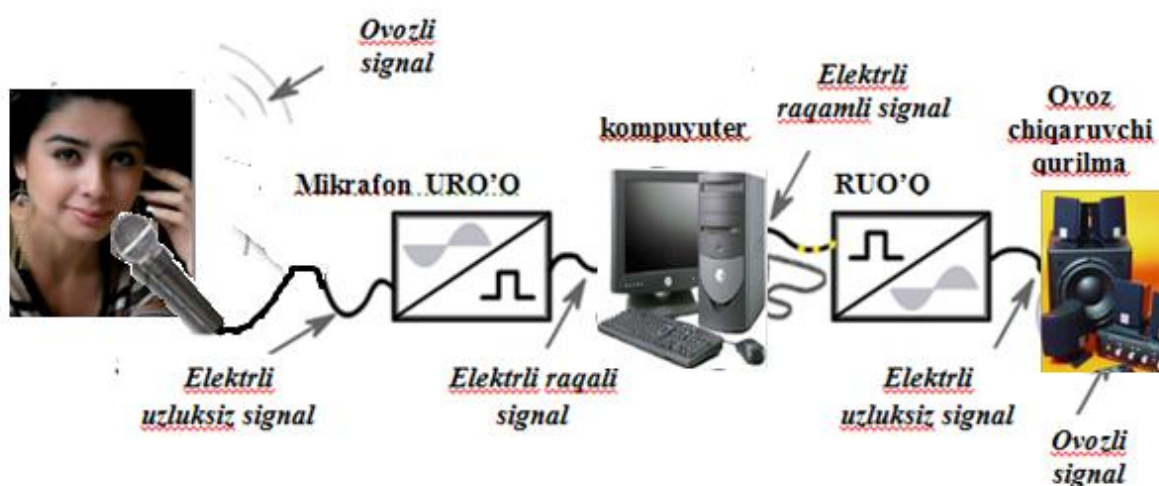 Ovozli
signal
Mikrafon URO'O
Elektrli
uzluksiz signal
Elektrli raqali
signal
kompuyuter
Elektrli
raqamli signal
RUO'Q
Elektrli
uzluksiz signal
Ovoz
chiqaruvchi
qurilma
Ovozli
signal